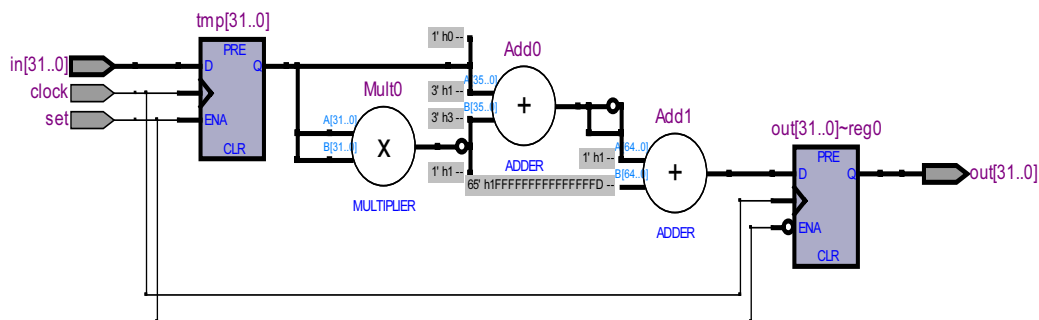 tmp[31..0]
in[31..0]
clock
set
PRE
D
Q
ENA
CLR
Mult0
A[31..0]
B[31..0]
X
MULTIPLIER
1' h0 --
3' h1 --
3' h3 --
1' h1 --
Add0
A[35..0]
B[35..0]
+
ADDER
1' h1 --
65' h1FFFFFFFFFFFFFFFD --
Add1
A[64..0]
B[64..0]
+
ADDER
out[31..0]~reg0
PRE
D
Q
ENA
CLR
out[31..0]